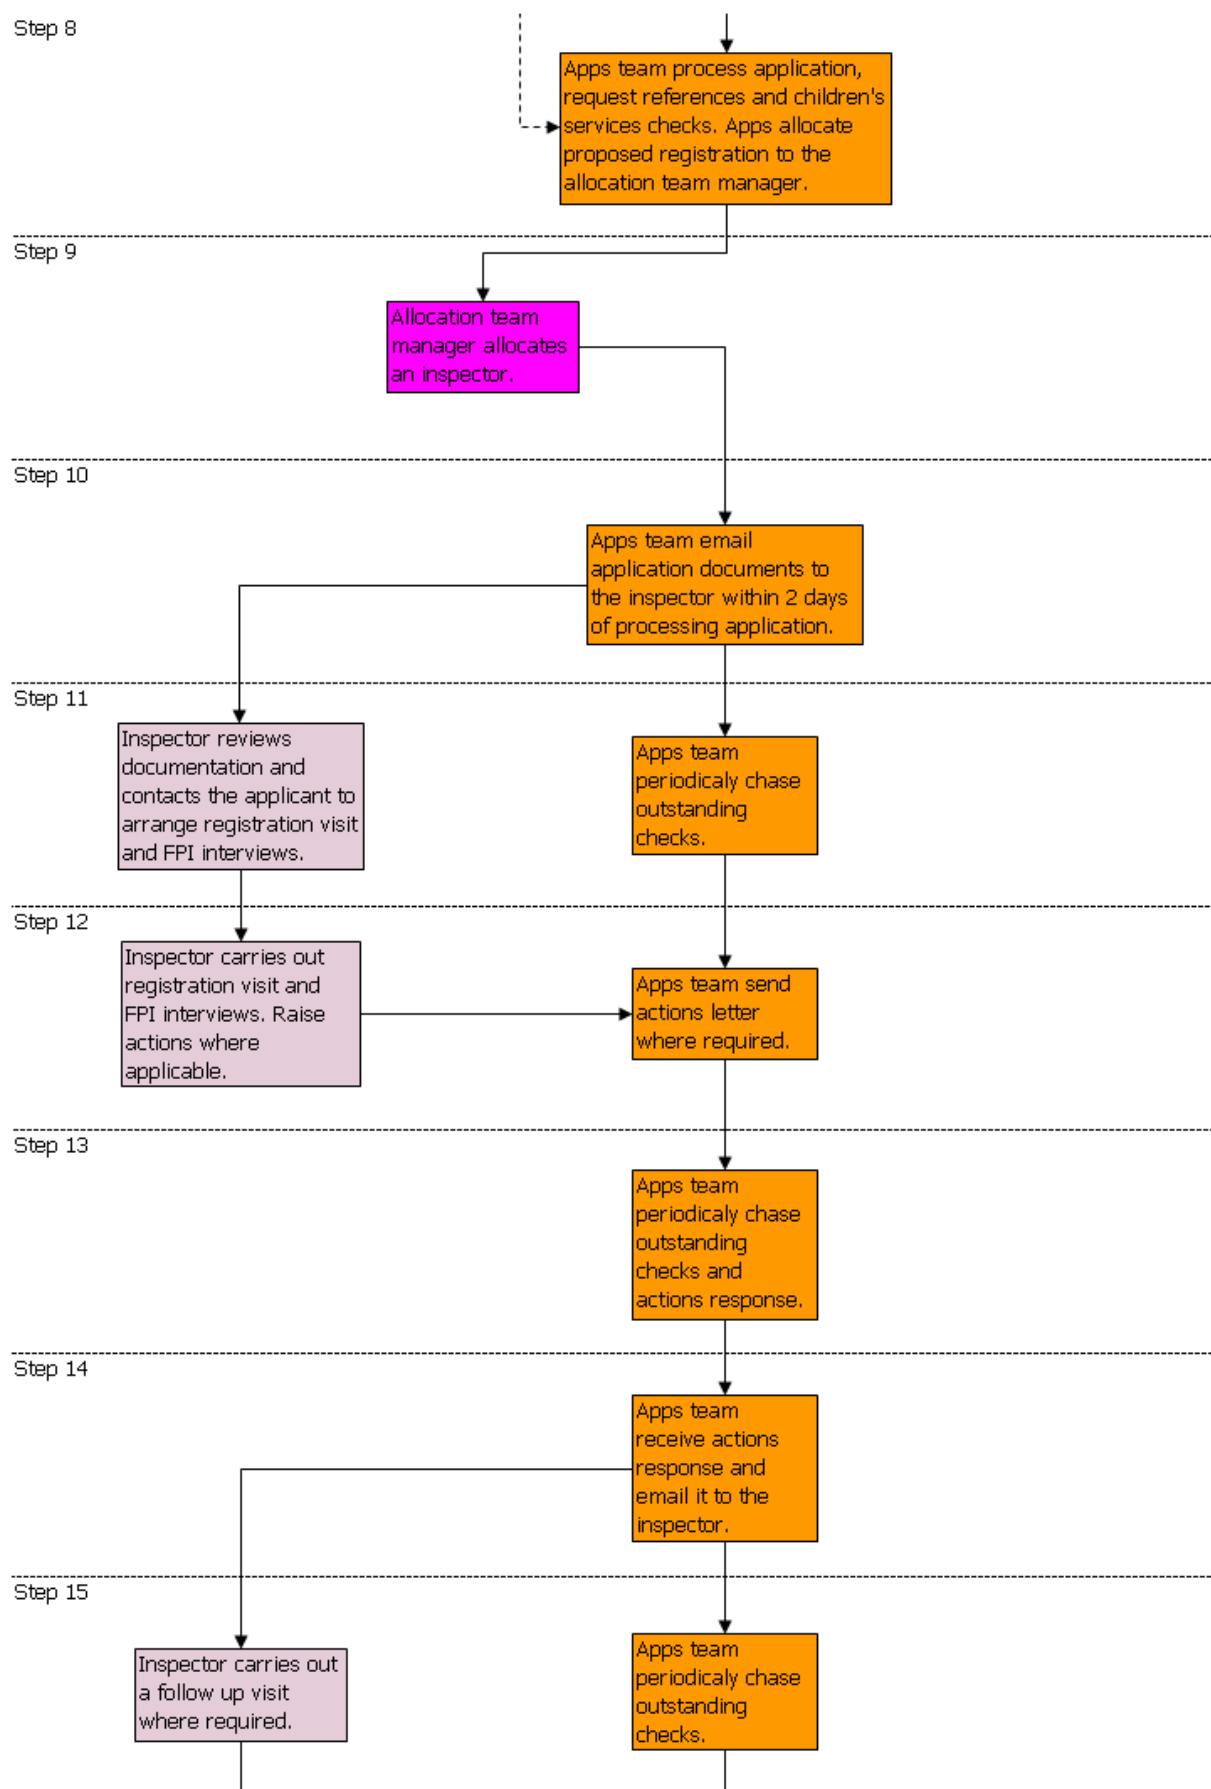 Step 8
Apps team process application,
request references and children's
services checks. Apps allocate
proposed registration to the
allocation team manager.
Step 9
Allocation team
manager allocates
an inspector.
Step 10
Apps team email
application documents to
the inspector within 2 days
of processing application.
Step 11
Inspector reviews
documentation and
contacts the applicant to
arrange registration visit
and FPI interviews.
Apps team
periodicaly chase
outstanding
checks.
Step 12
Inspector carries out
registration visit and
FPI interviews. Raise
actions where
applicable.
Apps team send
actions letter
where required.
Step 13
Apps team
periodicaly chase
outstanding
checks and
actions response.
Step 14
Apps team
receive actions
response and
email it to the
inspector.
Step 15
Inspector carries out
a follow up visit
where required.
Apps team
periodicaly chase
outstanding
checks.